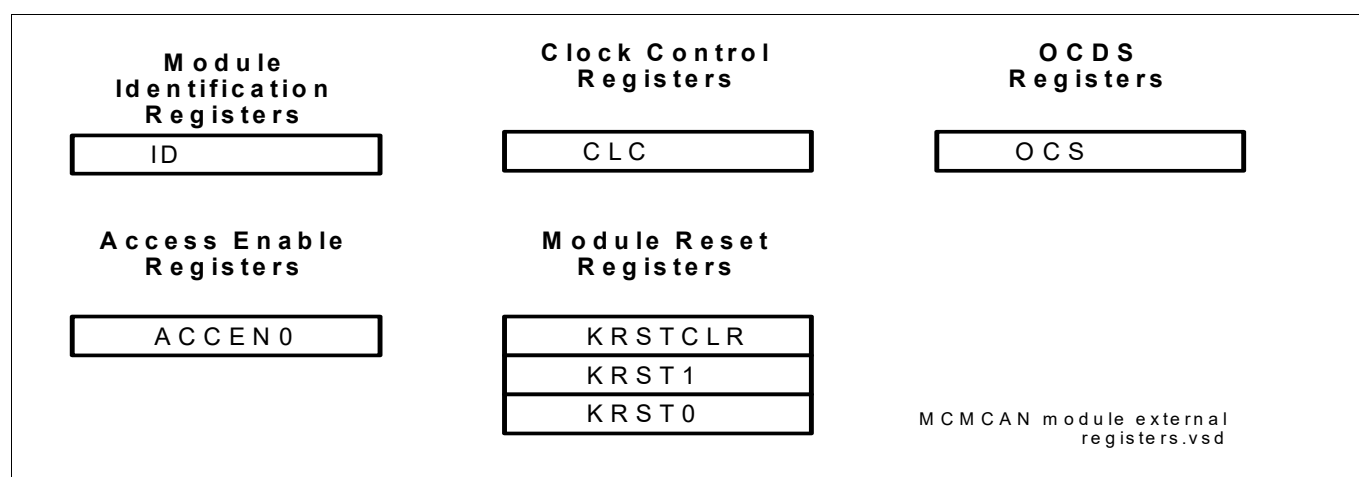 Module
Identification
Registers
ID
Clock Control
Registers
CLC
OCDS
Registers
OCS
Access Enable
Registers
ACCEN0
Module Reset
Registers
KRSTCLR
KRST1
KRST0
MCMCAN module external
registers.vsd